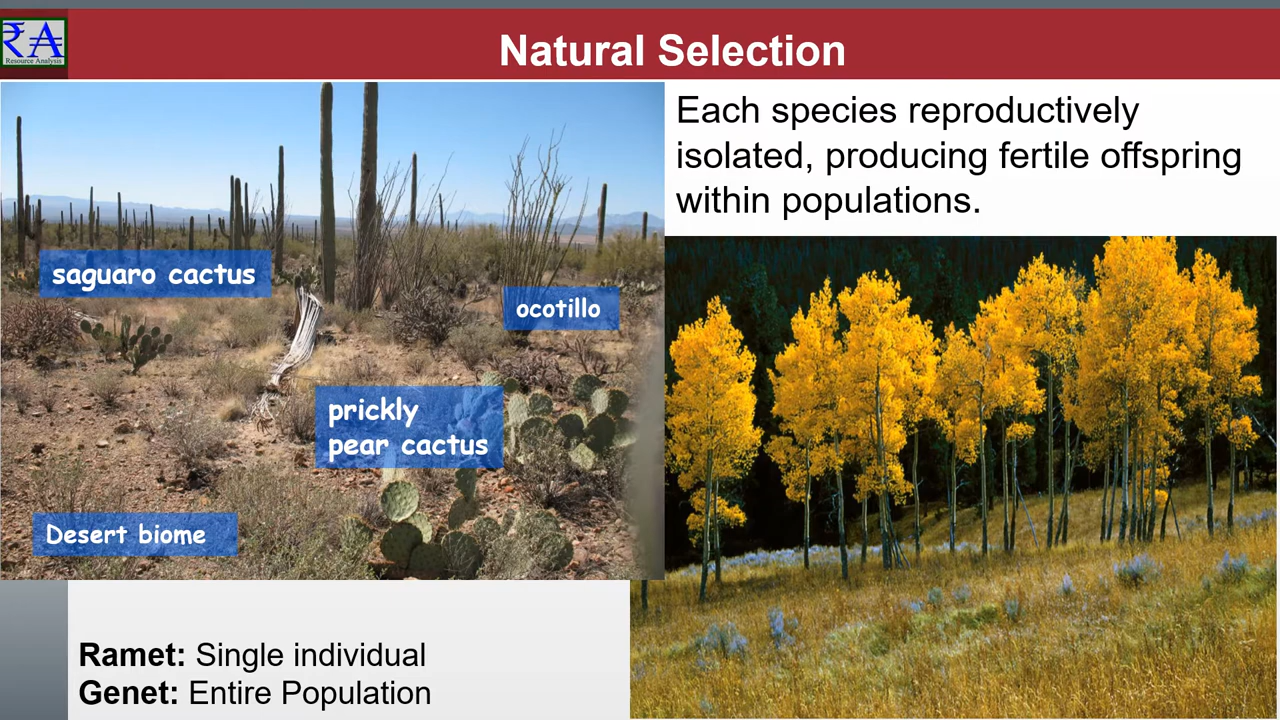 RA
Resource Analysis
Natural Selection
Each species reproductively
isolated, producing fertile offspring
within populations.
saguaro cactus
ocotillo
prickly
pear cactus
Desert biome
Ramet: Single individual
Genet: Entire Population